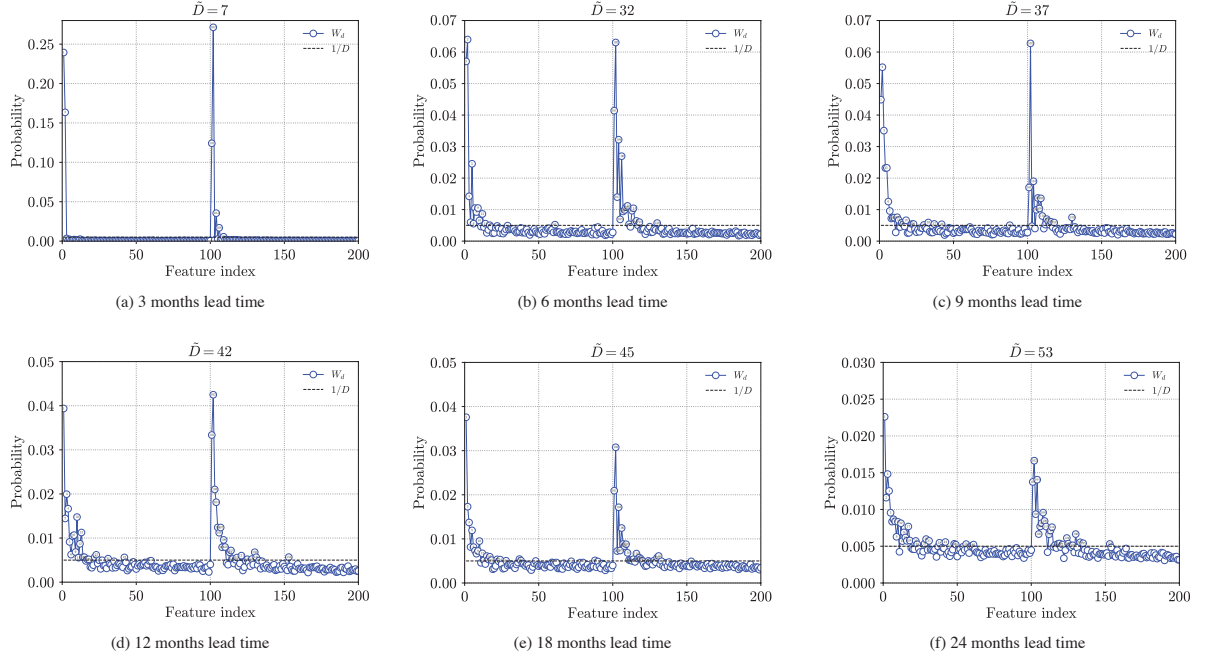 D̃ = 7
0.25
0.20
0.15
0.10
0.05
0.00
Probability
W_d
1/D
0 50 100 150 200
Feature index
(a) 3 months lead time
D̃ = 32
0.07
0.06
0.05
0.04
0.03
0.02
0.01
0.00
Probability
W_d
1/D
0 50 100 150 200
Feature index
(b) 6 months lead time
D̃ = 37
0.07
0.06
0.05
0.04
0.03
0.02
0.01
0.00
Probability
W_d
1/D
0 50 100 150 200
Feature index
(c) 9 months lead time
D̃ = 42
0.05
0.04
0.03
0.02
0.01
0.00
Probability
W_d
1/D
0 50 100 150 200
Feature index
(d) 12 months lead time
D̃ = 45
0.05
0.04
0.03
0.02
0.01
0.00
Probability
W_d
1/D
0 50 100 150 200
Feature index
(e) 18 months lead time
D̃ = 53
0.030
0.025
0.020
0.015
0.010
0.005
0.000
Probability
W_d
1/D
0 50 100 150 200
Feature index
(f) 24 months lead time